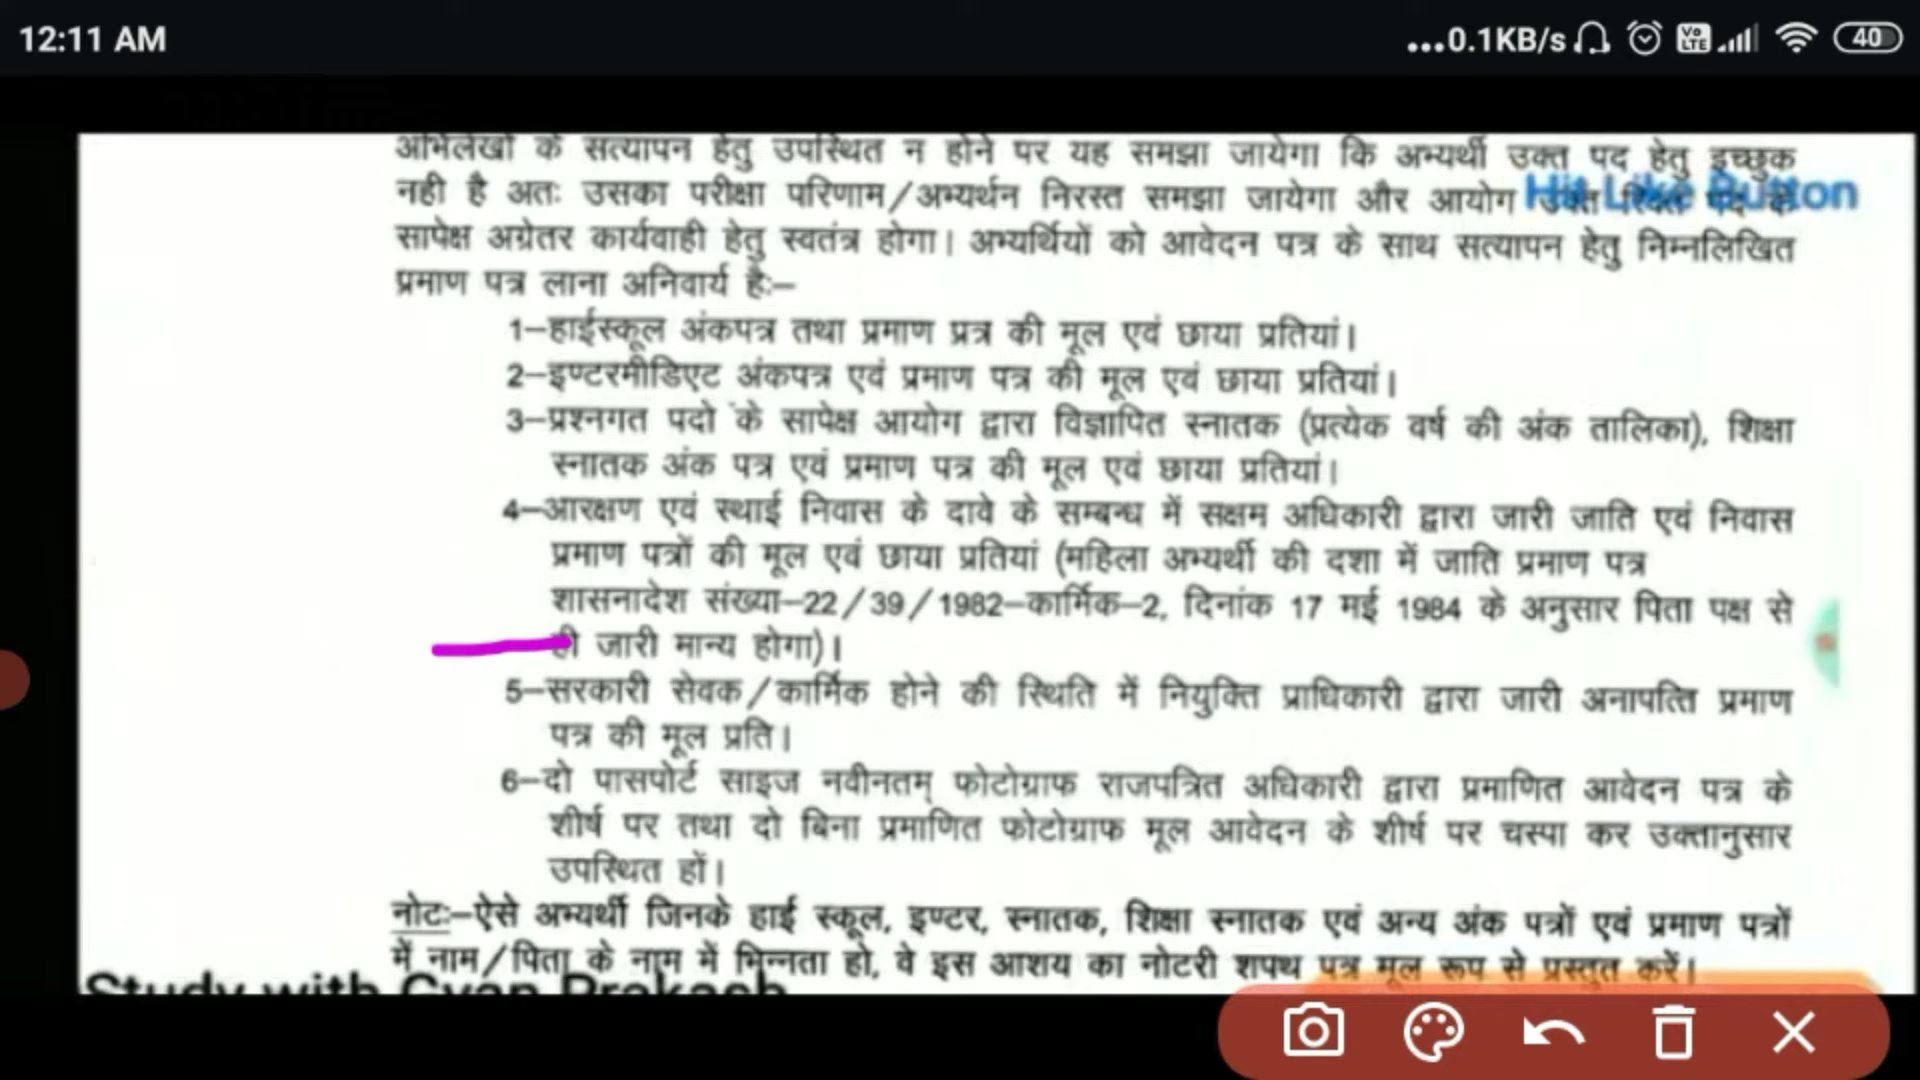 12:11 AM
...0.1KB/s Vo LTE 40
अभिलेखों के सत्यापन हेतु उपस्थित न होने पर यह समझा जायेगा कि अभ्यर्थी उक्त पद हेतु इच्छुक
नही है अतः उसका परीक्षा परिणाम/अभ्यर्थन निरस्त समझा जायेगा और आयोग उक्त रिक्त पद के
Hit Like Button
सापेक्ष अग्रेतर कार्यवाही हेतु स्वतंत्र होगा। अभ्यर्थियों को आवेदन पत्र के साथ सत्यापन हेतु निम्नलिखित
प्रमाण पत्र लाना अनिवार्य हैः–
1–हाईस्कूल अंकपत्र तथा प्रमाण प्रत्र की मूल एवं छाया प्रतियां।
2–इण्टरमीडिएट अंकपत्र एवं प्रमाण पत्र की मूल एवं छाया प्रतियां।
3–प्रश्नगत पदो के सापेक्ष आयोग द्वारा विज्ञापित स्नातक (प्रत्येक वर्ष की अंक तालिका), शिक्षा
स्नातक अंक पत्र एवं प्रमाण पत्र की मूल एवं छाया प्रतियां।
4–आरक्षण एवं स्थाई निवास के दावे के सम्बन्ध में सक्षम अधिकारी द्वारा जारी जाति एवं निवास
प्रमाण पत्रों की मूल एवं छाया प्रतियां (महिला अभ्यर्थी की दशा में जाति प्रमाण पत्र
शासनादेश संख्या–22/39/1982–कार्मिक–2, दिनांक 17 मई 1984 के अनुसार पिता पक्ष से
ही जारी मान्य होगा)।
5–सरकारी सेवक/कार्मिक होने की स्थिति में नियुक्ति प्राधिकारी द्वारा जारी अनापत्ति प्रमाण
पत्र की मूल प्रति।
6–दो पासपोर्ट साइज नवीनतम् फोटोग्राफ राजपत्रित अधिकारी द्वारा प्रमाणित आवेदन पत्र के
शीर्ष पर तथा दो बिना प्रमाणित फोटोग्राफ मूल आवेदन के शीर्ष पर चस्पा कर उक्तानुसार
उपस्थित हों।
नोटः–ऐसे अभ्यर्थी जिनके हाई स्कूल, इण्टर, स्नातक, शिक्षा स्नातक एवं अन्य अंक पत्रों एवं प्रमाण पत्रों
में नाम/पिता के नाम में भिन्नता हो, वे इस आशय का नोटरी शपथ पत्र मूल रूप से प्रस्तुत करें।
Study with Gyan Prakash